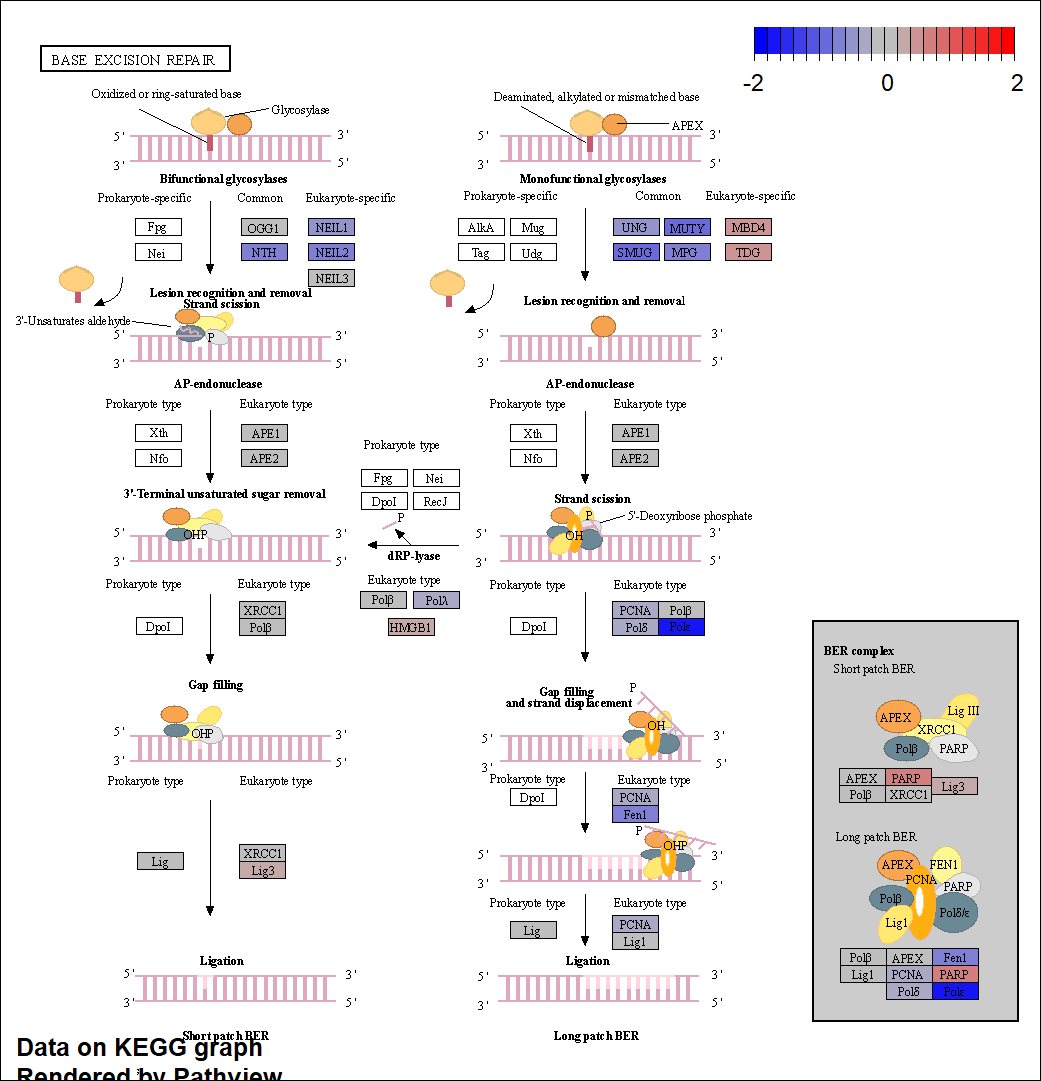 BASE EXCISION REPAIR
-2 0 2
Oxidized or ring-saturated base
Glycosylase
5' 3'
3' 5'
Bifunctional glycosylases
Prokaryote-specific Common Eukaryote-specific
Fpg OGG1 NEIL1
Nei NTH NEIL2
NEIL3
Lesion recognition and removal
Strand scission
3'-Unsaturates aldehyde
P
5' 3'
3' 5'
AP-endonuclease
Prokaryote type Eukaryote type
Xth APE1
Nfo APE2
3'-Terminal unsaturated sugar removal
5' OHP 3'
3' 5'
Prokaryote type Eukaryote type
XRCC1
DpoI Polβ
Gap filling
5' OHP 3'
3' 5'
Prokaryote type Eukaryote type
XRCC1
Lig Lig3
Ligation
5' 3'
3' 5'
Short patch BER
Deaminated, alkylated or mismatched base
APEX
5' 3'
3' 5'
Monofunctional glycosylases
Prokaryote-specific Common Eukaryote-specific
AlkA Mug UNG MUTY MBD4
Tag Udg SMUG MPG TDG
Lesion recognition and removal
5' 3'
3' 5'
AP-endonuclease
Prokaryote type Eukaryote type
Xth APE1
Nfo APE2
Strand scission
P 5'-Deoxyribose phosphate
5' OH 3'
3' 5'
Prokaryote type
Fpg Nei
DpoI RecJ
P
dRP-lyase
Eukaryote type
Polβ Polλ
HMGB1
Prokaryote type Eukaryote type
PCNA Polβ
DpoI Polδ Polε
Gap filling
and strand displacement
P
OH
5' 3'
3' 5'
Prokaryote type Eukaryote type
DpoI PCNA
Fen1
P
OHP
5' 3'
3' 5'
Prokaryote type Eukaryote type
PCNA
Lig Lig1
Ligation
5' 3'
3' 5'
Long patch BER
BER complex
Short patch BER
Lig III
APEX
XRCC1
Polβ PARP
APEX PARP
Lig3
Polβ XRCC1
Long patch BER
APEX FEN1
PCNA
PARP
Polβ
Polδ/ε
Lig1
Polβ APEX Fen1
Lig1 PCNA PARP
Polδ Polε
Data on KEGG graph
Rendered by Pathview